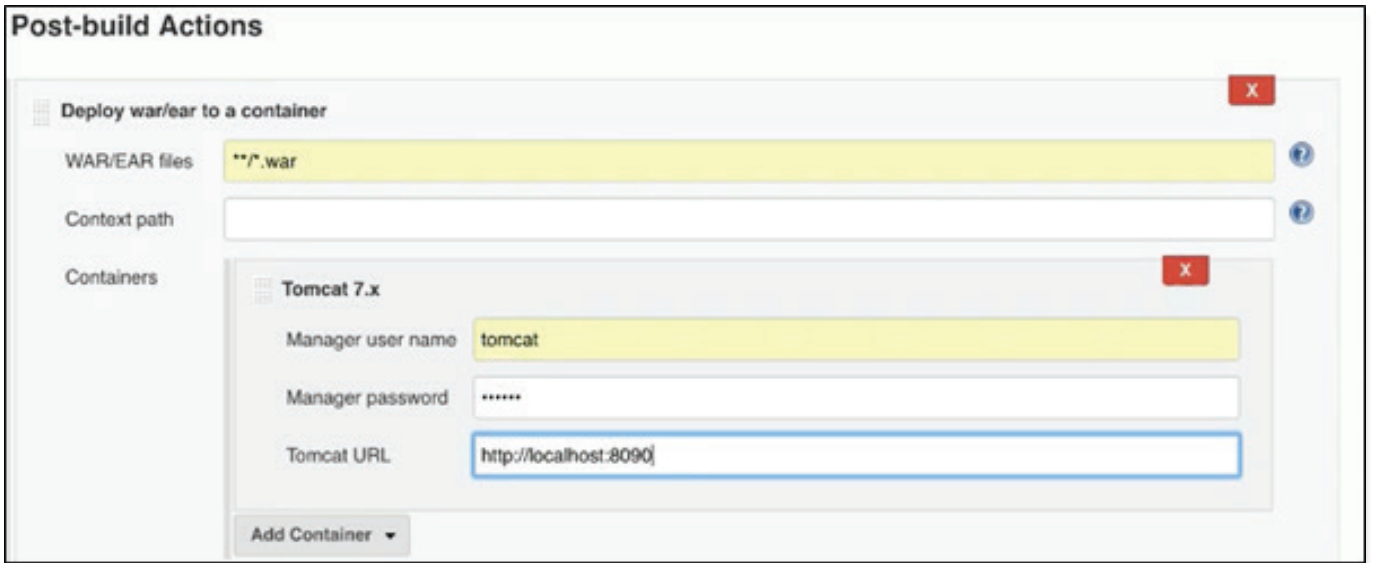 Post-build Actions
X
Deploy war/ear to a container
WAR/EAR files **/*.war ?
Context path ?
Containers
X
Tomcat 7.x
Manager user name tomcat
Manager password ••••••
Tomcat URL http://localhost:8090
Add Container